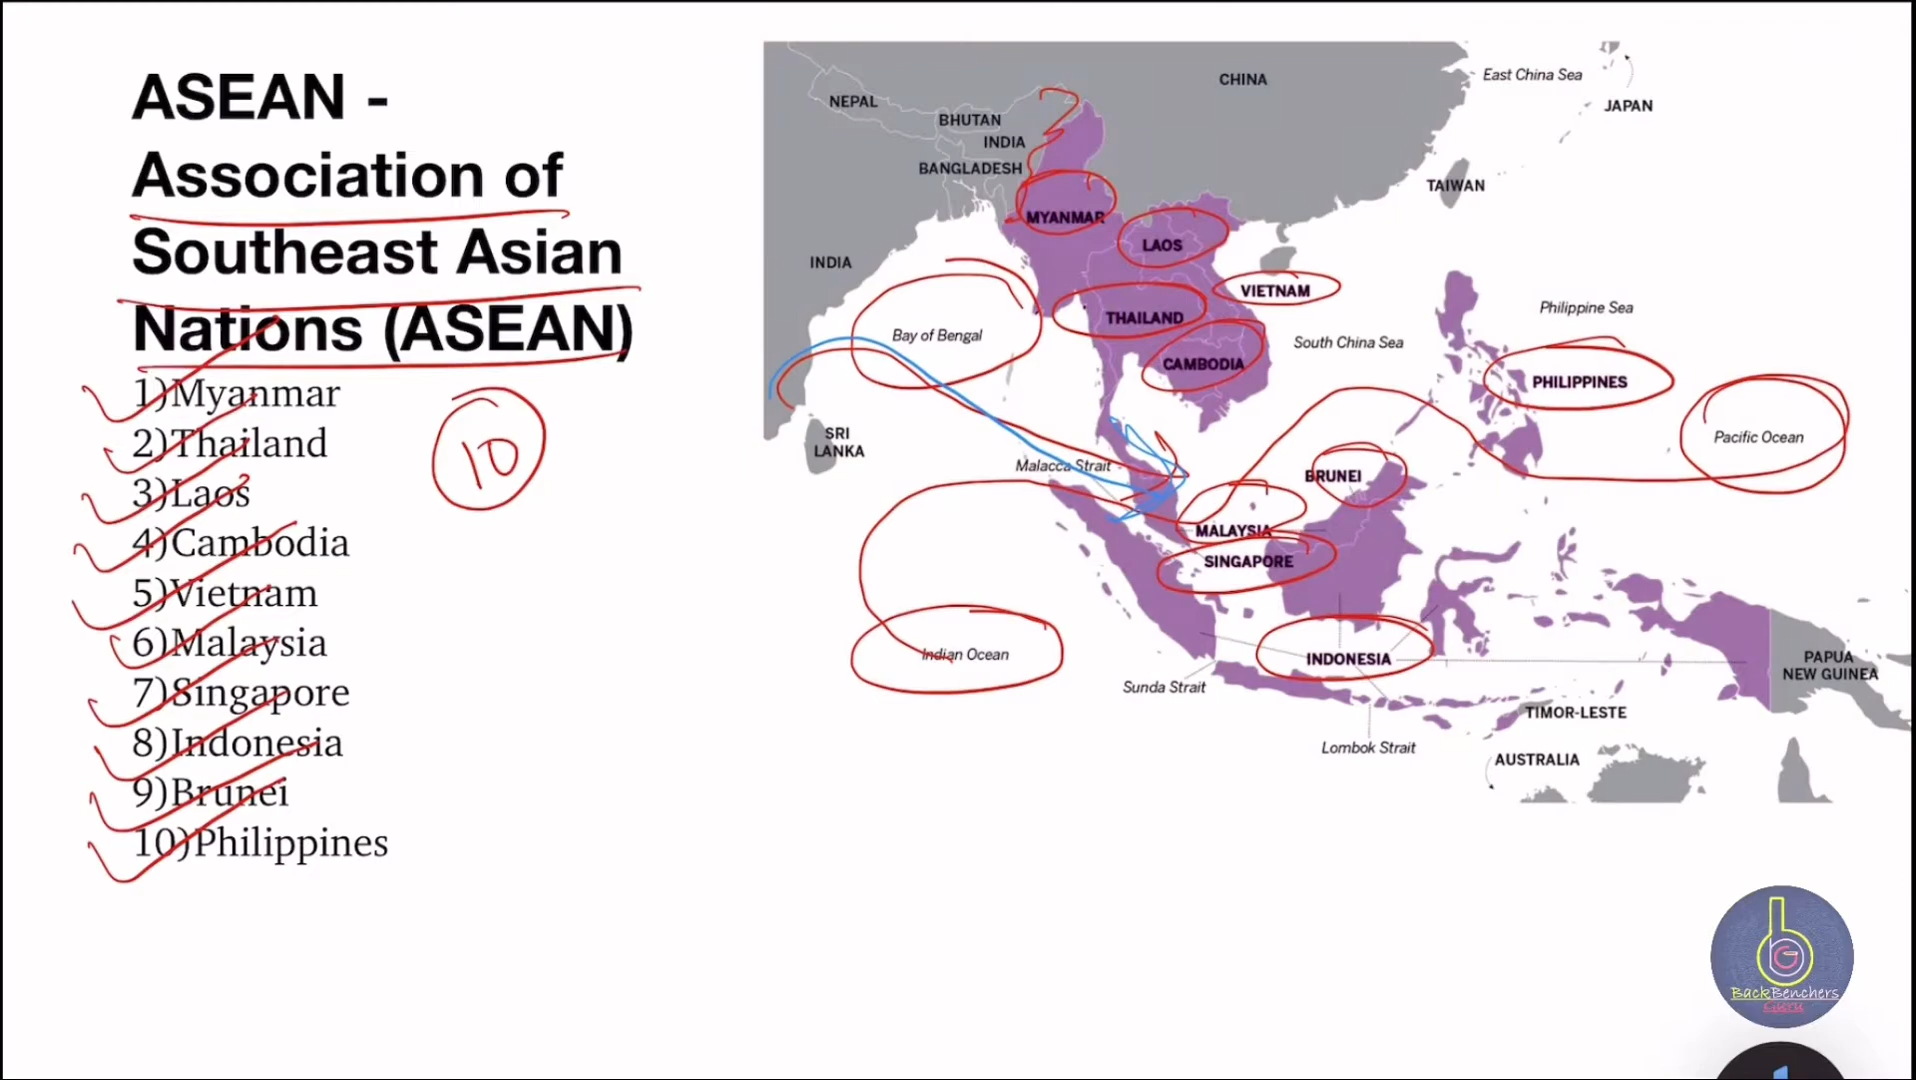 ASEAN -
Association of
Southeast Asian
Nations (ASEAN)
1)Myanmar
2)Thailand
3)Laos
4)Cambodia
5)Vietnam
6)Malaysia
7)Singapore
8)Indonesia
9)Brunei
10)Philippines
10
CHINA
East China Sea
JAPAN
NEPAL
BHUTAN
INDIA
BANGLADESH
TAIWAN
MYANMAR
LAOS
INDIA
VIETNAM
Philippine Sea
THAILAND
Bay of Bengal
South China Sea
CAMBODIA
PHILIPPINES
SRI
LANKA
Pacific Ocean
Malacca Strait
BRUNEI
MALAYSIA
SINGAPORE
Indian Ocean
INDONESIA
PAPUA
NEW GUINEA
Sunda Strait
TIMOR-LESTE
Lombok Strait
AUSTRALIA
BackBenchers
Guru